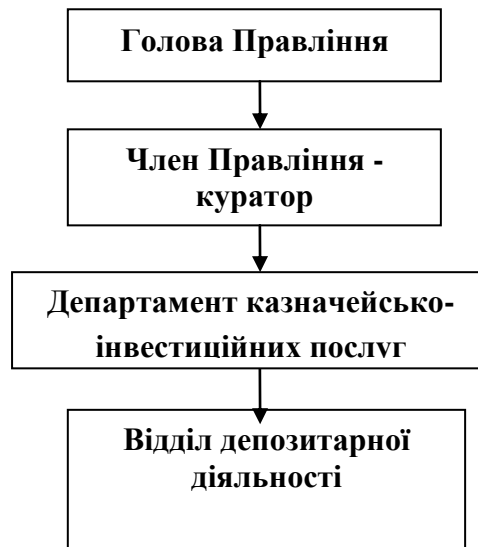 Голова Правління
Член Правління -
куратор
Департамент казначейсько-
інвестиційних послуг
Відділ депозитарної
діяльності